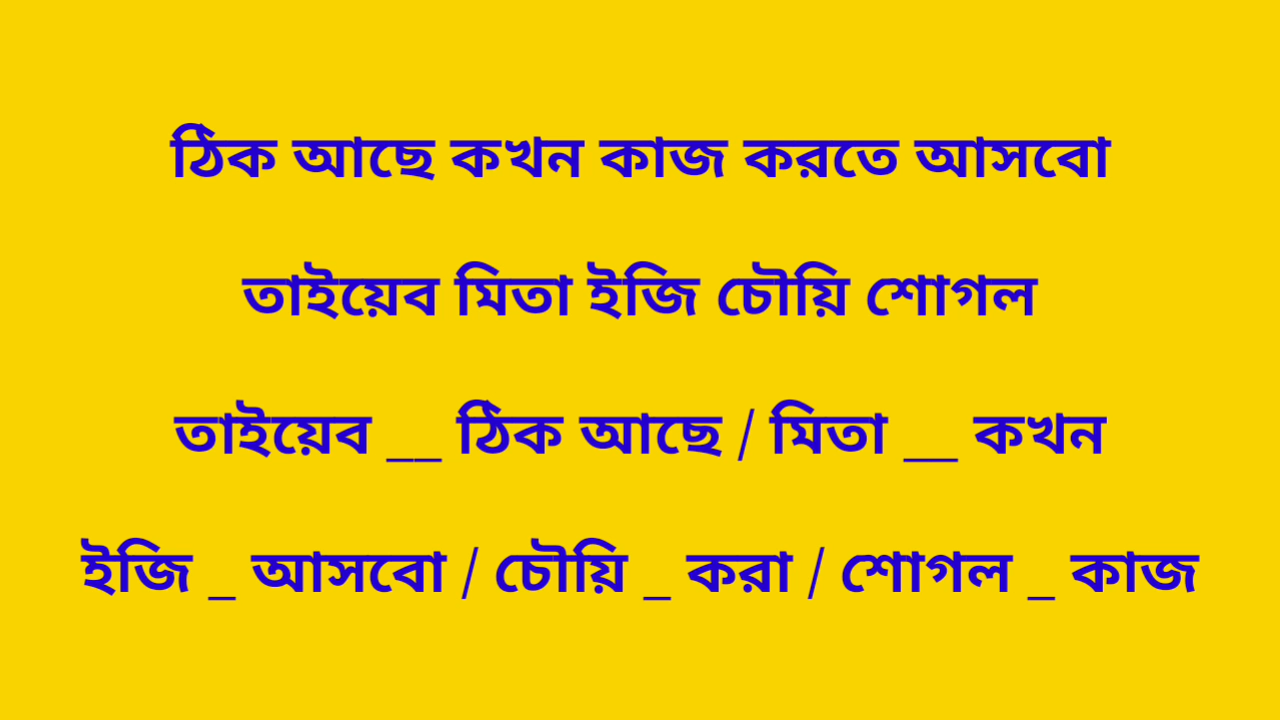 ঠিক আছে কখন কাজ করতে আসবো
তাইয়েব মিতা ইজি চৌয়ি শোগল
তাইয়েব __ ঠিক আছে / মিতা __ কখন
ইজি _ আসবো / চৌয়ি _ করা / শোগল _ কাজ